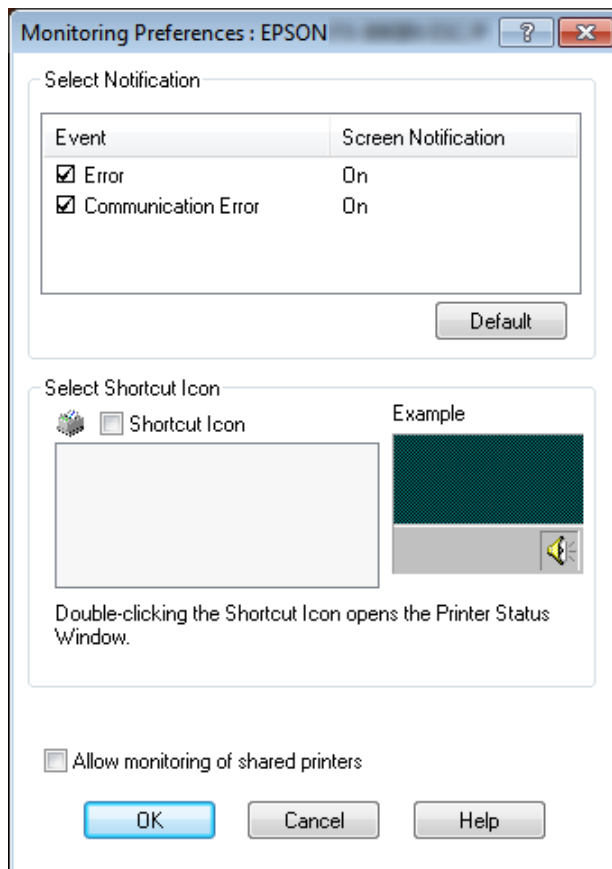 Monitoring Preferences : EPSON
Select Notification
Event Screen Notification
Error On
Communication Error On
Default
Select Shortcut Icon
Shortcut Icon
Example
Double-clicking the Shortcut Icon opens the Printer Status
Window.
Allow monitoring of shared printers
OK Cancel Help